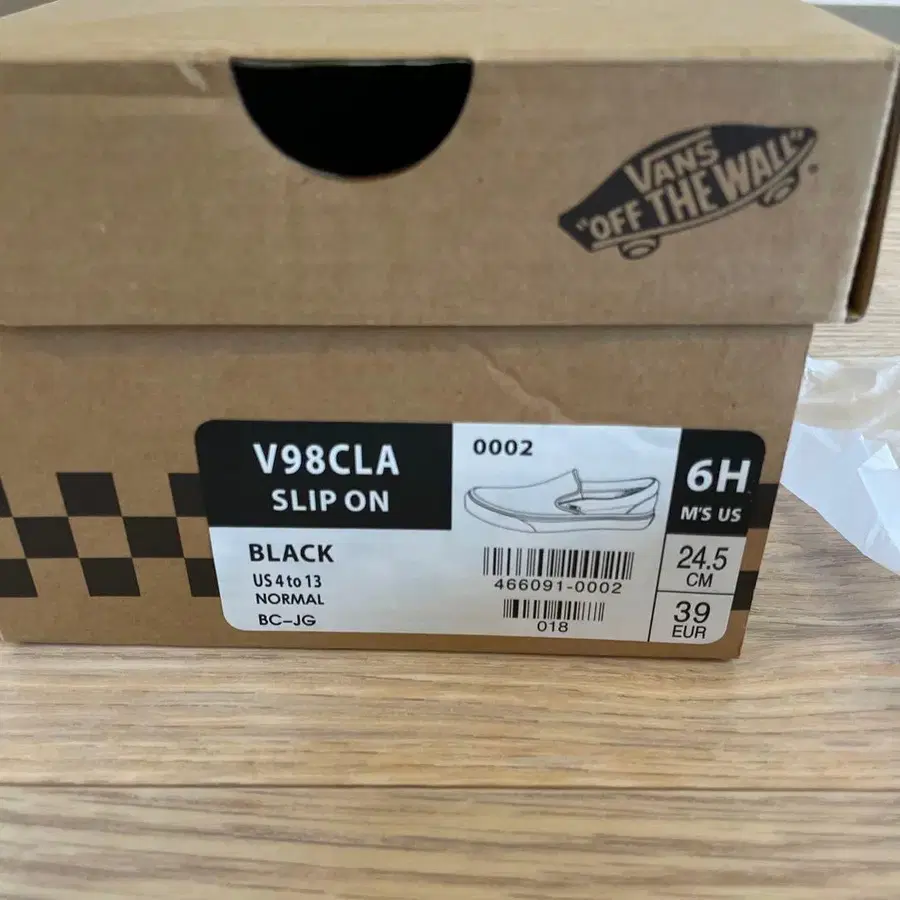 VANS
"OFF THE WALL"
V98CLA
SLIP ON
0002
6H
M'S US
BLACK
US 4 to 13
NORMAL
BC-JG
466091-0002
018
24.5
CM
39
EUR